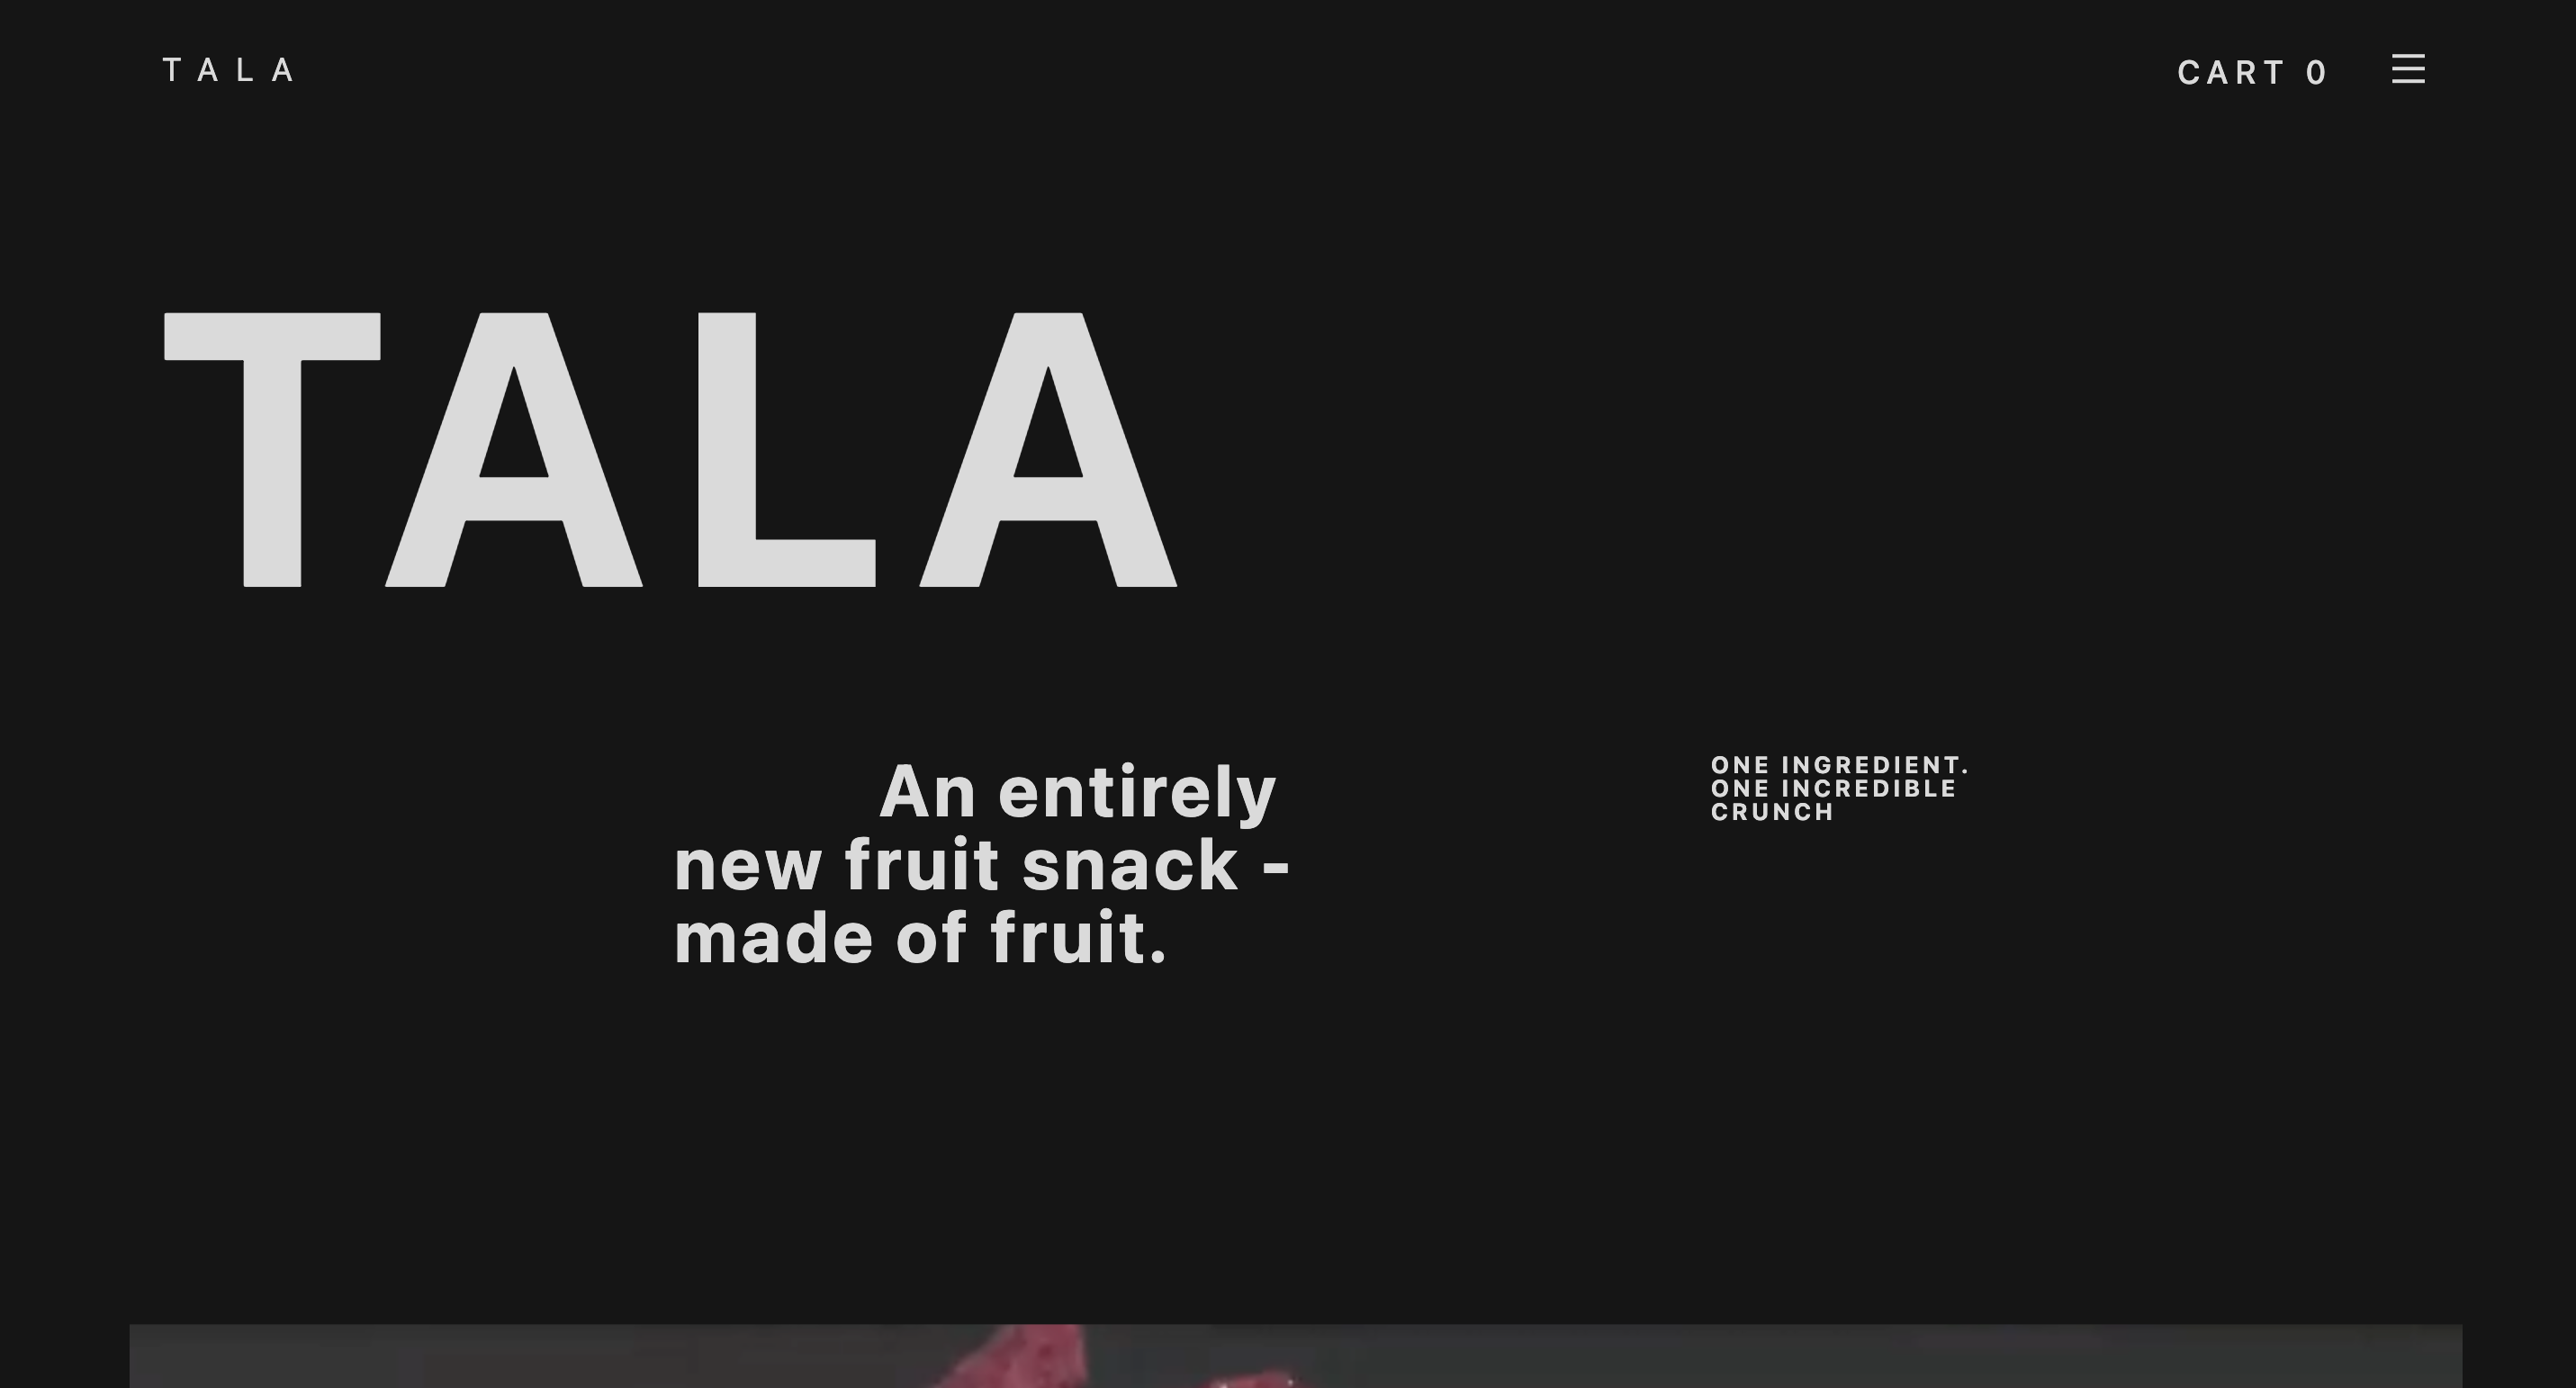 TALA
CART 0
TALA
An entirely
new fruit snack -
made of fruit.
ONE INGREDIENT.
ONE INCREDIBLE
CRUNCH